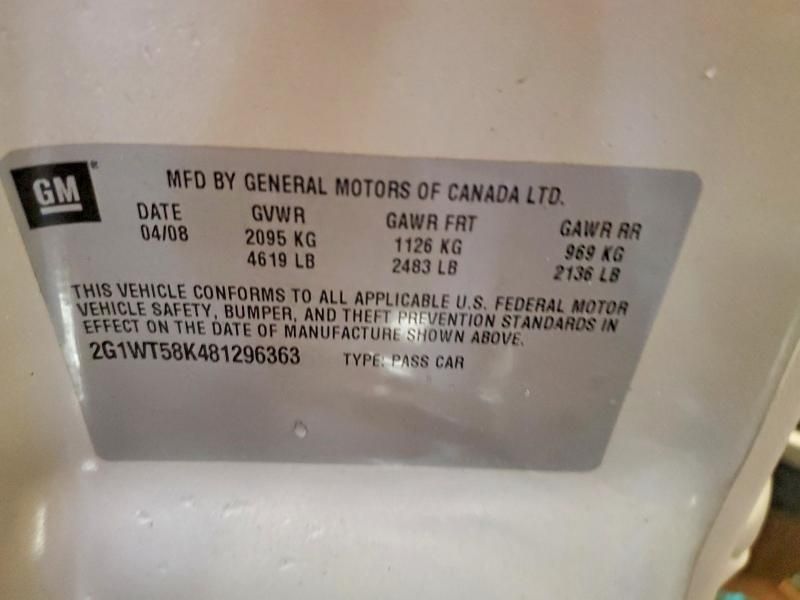 GM
MFD BY GENERAL MOTORS OF CANADA LTD.
DATE GVWR GAWR FRT GAWR RR
04/08 2095 KG 1126 KG 969 KG
4619 LB 2483 LB 2136 LB
THIS VEHICLE CONFORMS TO ALL APPLICABLE U.S. FEDERAL MOTOR
VEHICLE SAFETY, BUMPER, AND THEFT PREVENTION STANDARDS IN
EFFECT ON THE DATE OF MANUFACTURE SHOWN ABOVE.
2G1WT58K481296363 TYPE: PASS CAR